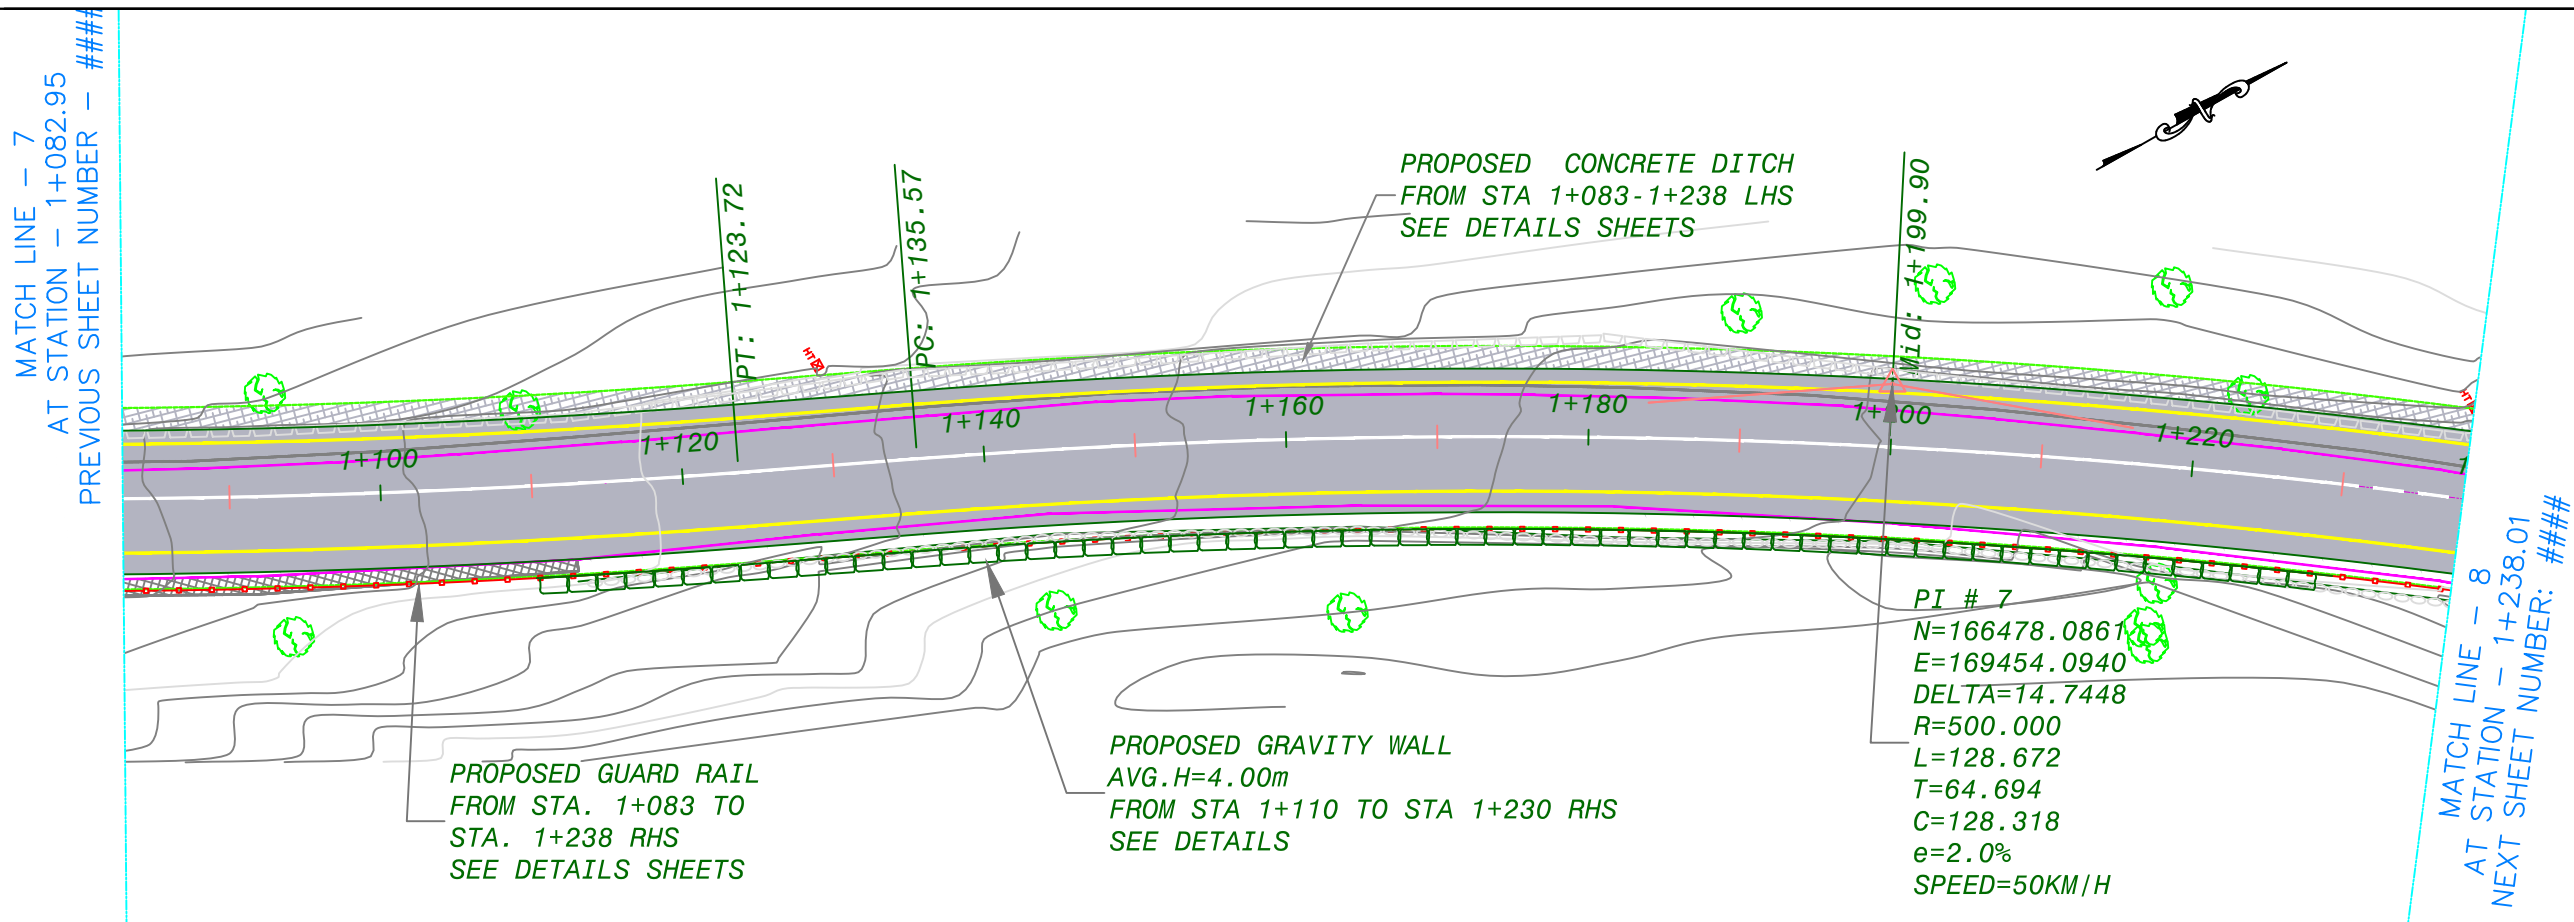 MATCH LINE - 7
AT STATION - 1+082.95
PREVIOUS SHEET NUMBER - ####
PT: 1+123.72
PC: 1+135.57
PROPOSED  CONCRETE DITCH
FROM STA 1+083-1+238 LHS
SEE DETAILS SHEETS
Mid: 1+199.90
HT
HT
1+100
1+120
1+140
1+160
1+180
1+200
1+220
PROPOSED GUARD RAIL
FROM STA. 1+083 TO
STA. 1+238 RHS
SEE DETAILS SHEETS
PROPOSED GRAVITY WALL
AVG.H=4.00m
FROM STA 1+110 TO STA 1+230 RHS
SEE DETAILS
PI # 7
N=166478.0861
E=169454.0940
DELTA=14.7448
R=500.000
L=128.672
T=64.694
C=128.318
e=2.0%
SPEED=50KM/H
MATCH LINE - 8
AT STATION - 1+238.01
NEXT SHEET NUMBER: ####